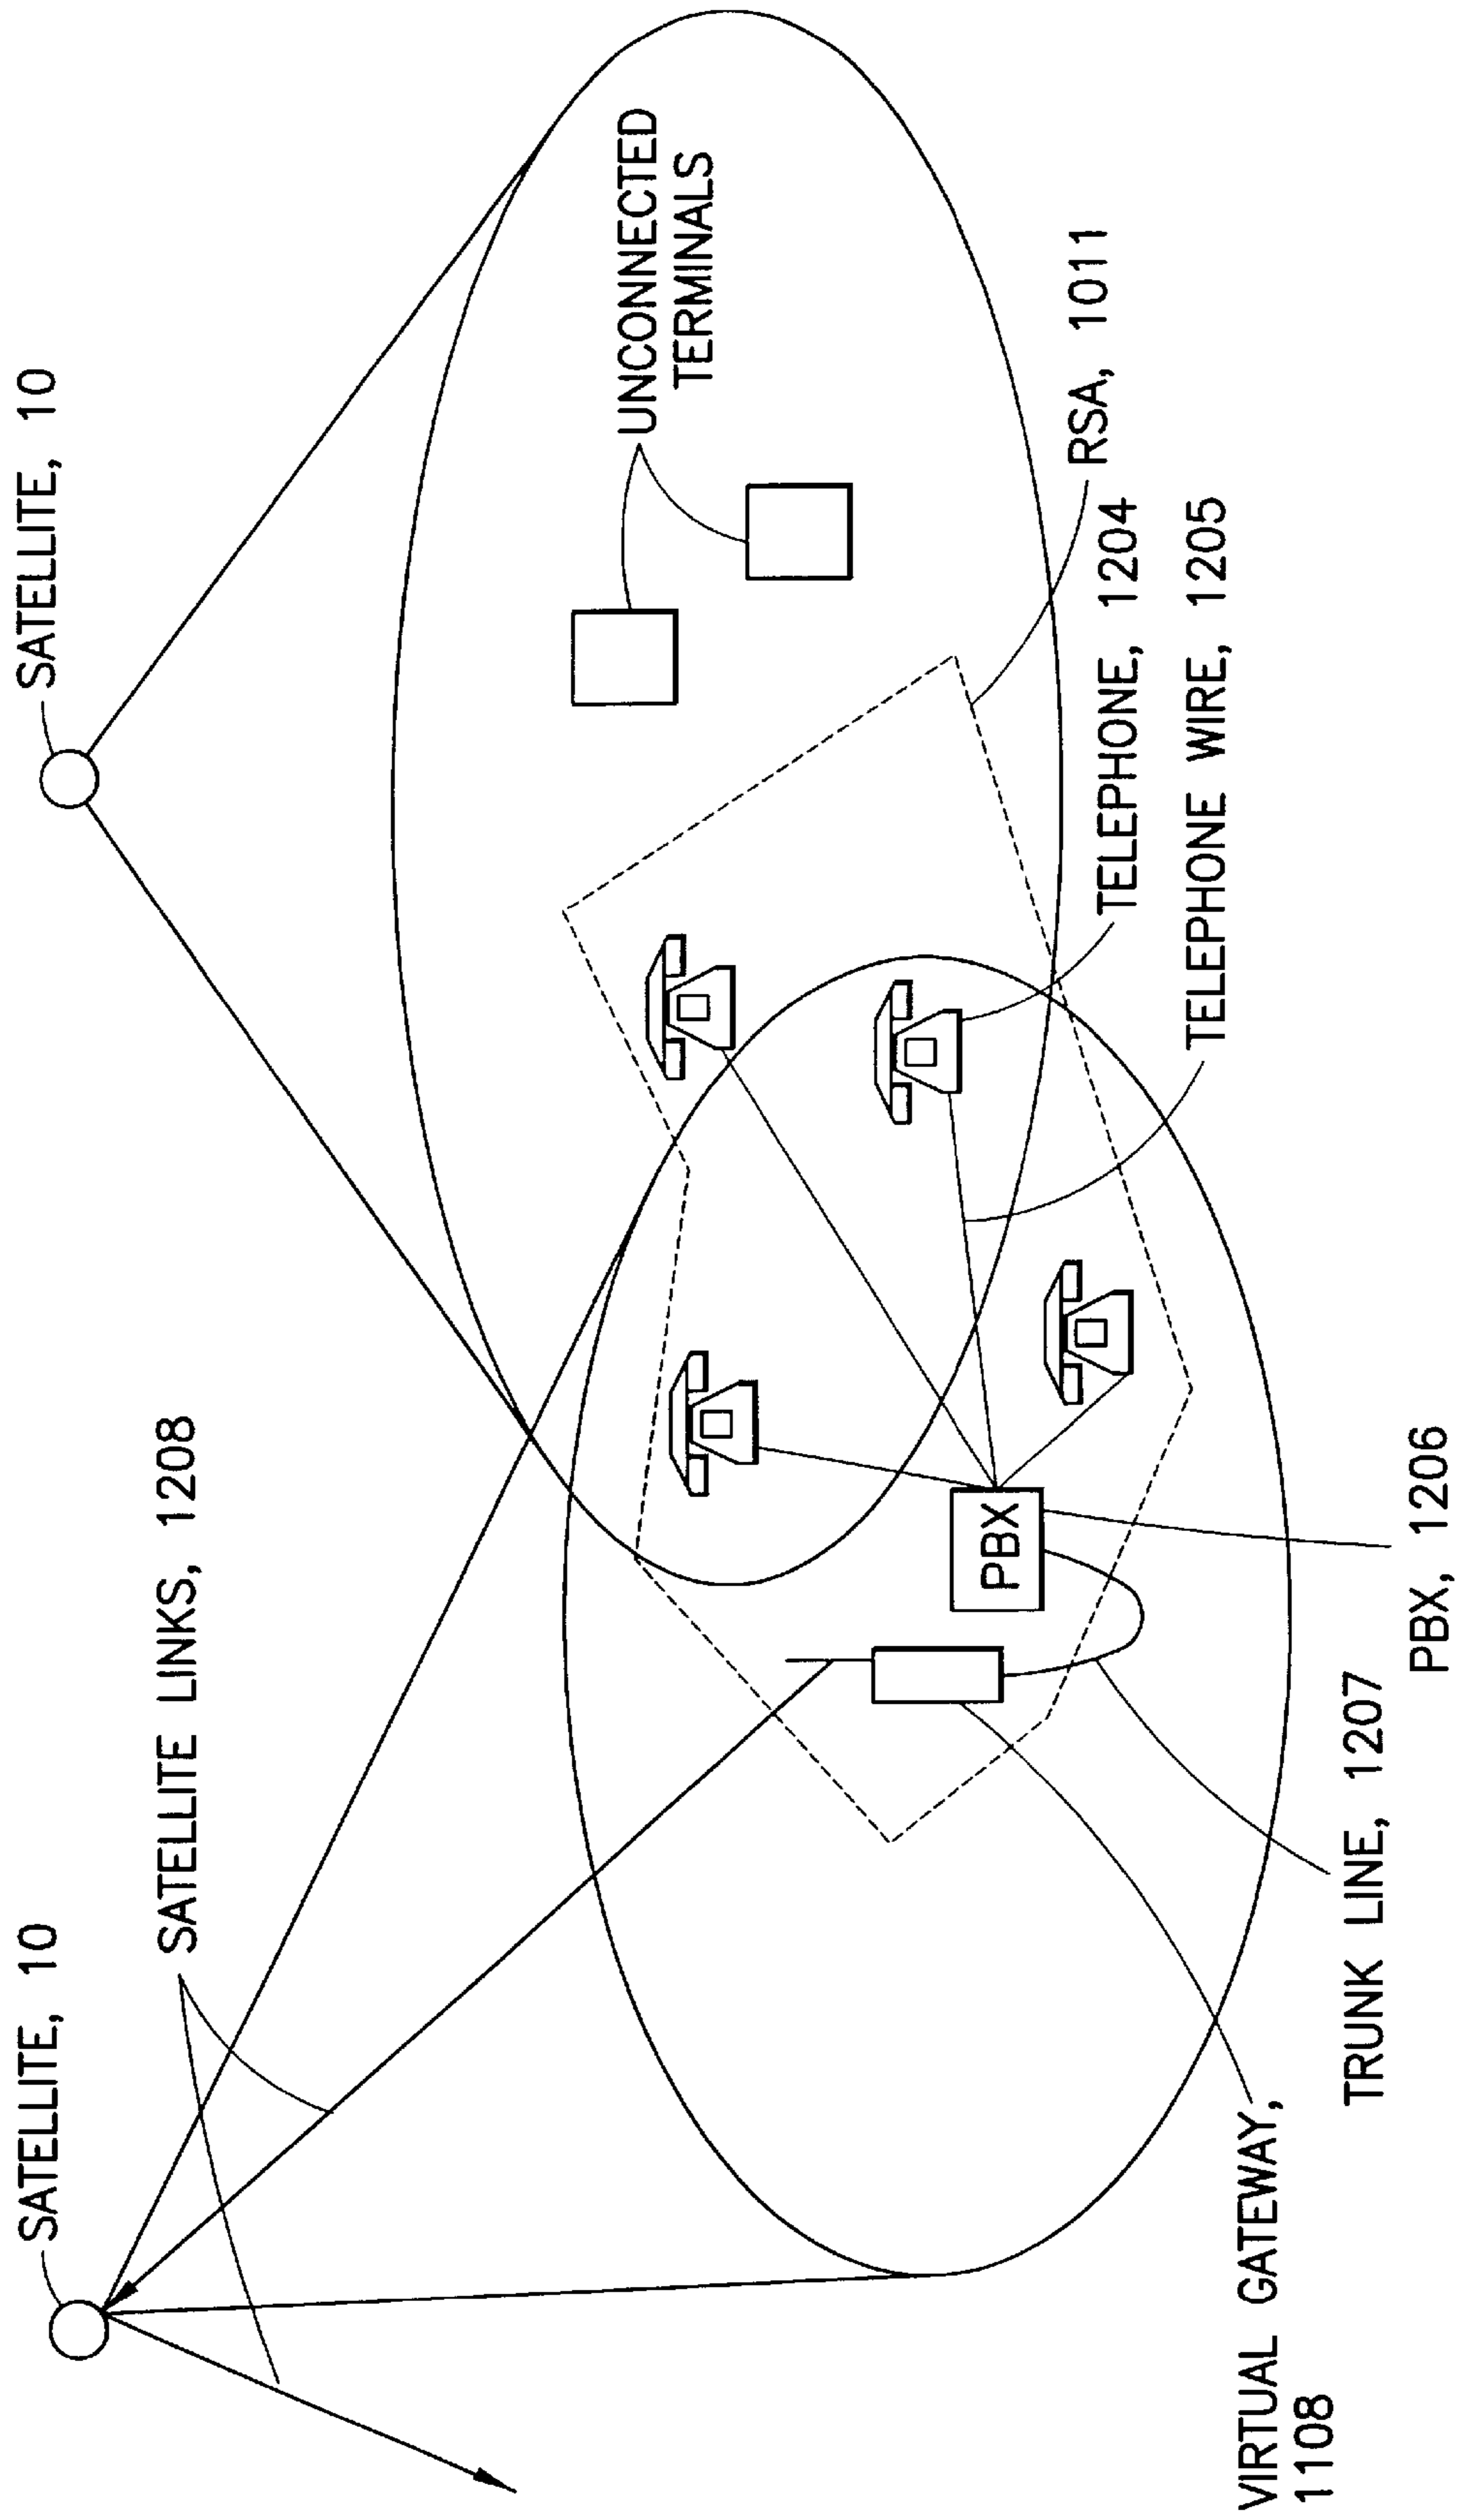 SATELLITE, 10
SATELLITE, 10
SATELLITE LINKS, 1208
UNCONNECTED
TERMINALS
PBX
RSA, 1011
TELEPHONE, 1204
TELEPHONE WIRE, 1205
VIRTUAL GATEWAY,
1108
TRUNK LINE, 1207
PBX, 1206